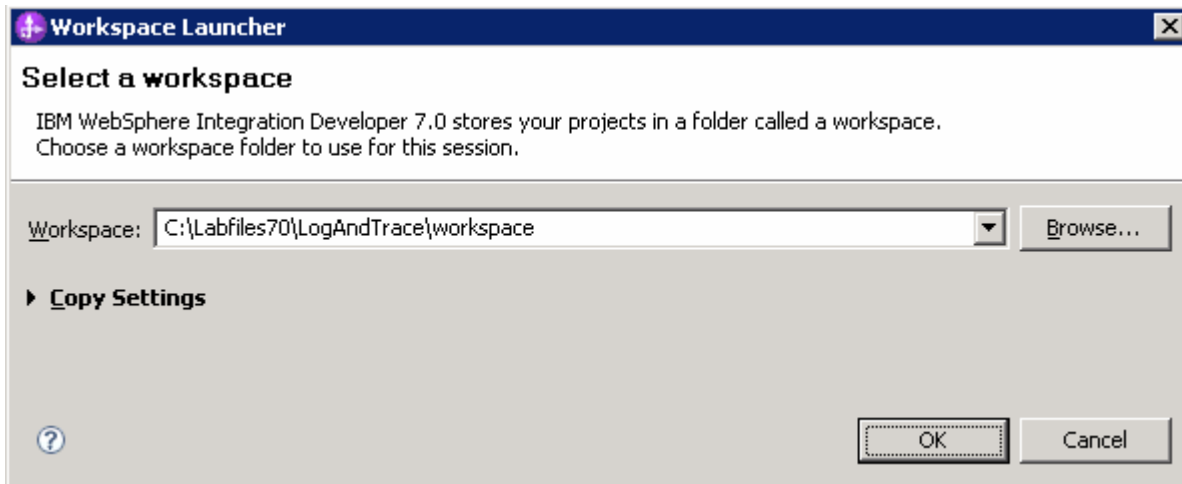 Workspace Launcher
Select a workspace
IBM WebSphere Integration Developer 7.0 stores your projects in a folder called a workspace.
Choose a workspace folder to use for this session.
Workspace: C:\Labfiles70\LogAndTrace\workspace Browse...
Copy Settings
? OK Cancel